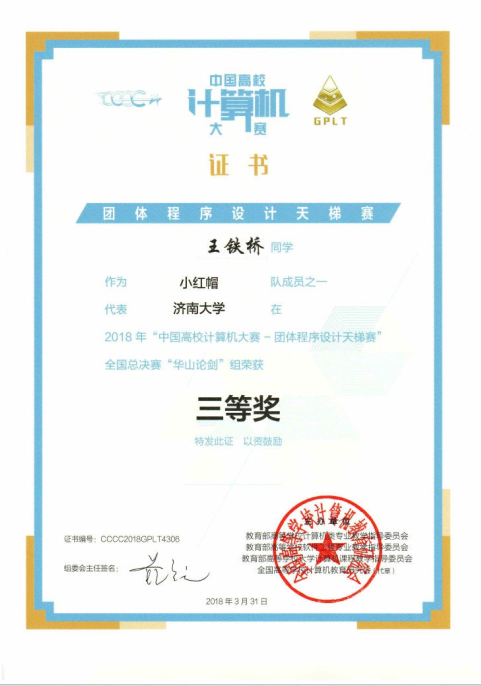 中国高校
计算机
大 赛
GPLT
证书
团体程序设计天梯赛
王铁桥 同学
作为 小红帽 队成员之一
代表 济南大学 在
2018 年“中国高校计算机大赛－团体程序设计天梯赛”
全国总决赛“华山论剑”组荣获
三等奖
特发此证 以资鼓励
主办单位
证书编号：CCCC2018GPLT4306
教育部高等学校计算机类专业教学指导委员会
教育部高等学校软件工程专业教学指导委员会
教育部高等学校大学计算机课程教学指导委员会
组委会主任签名：
全国高等学校计算机教育研究会（代章）
2018 年 3 月 31 日